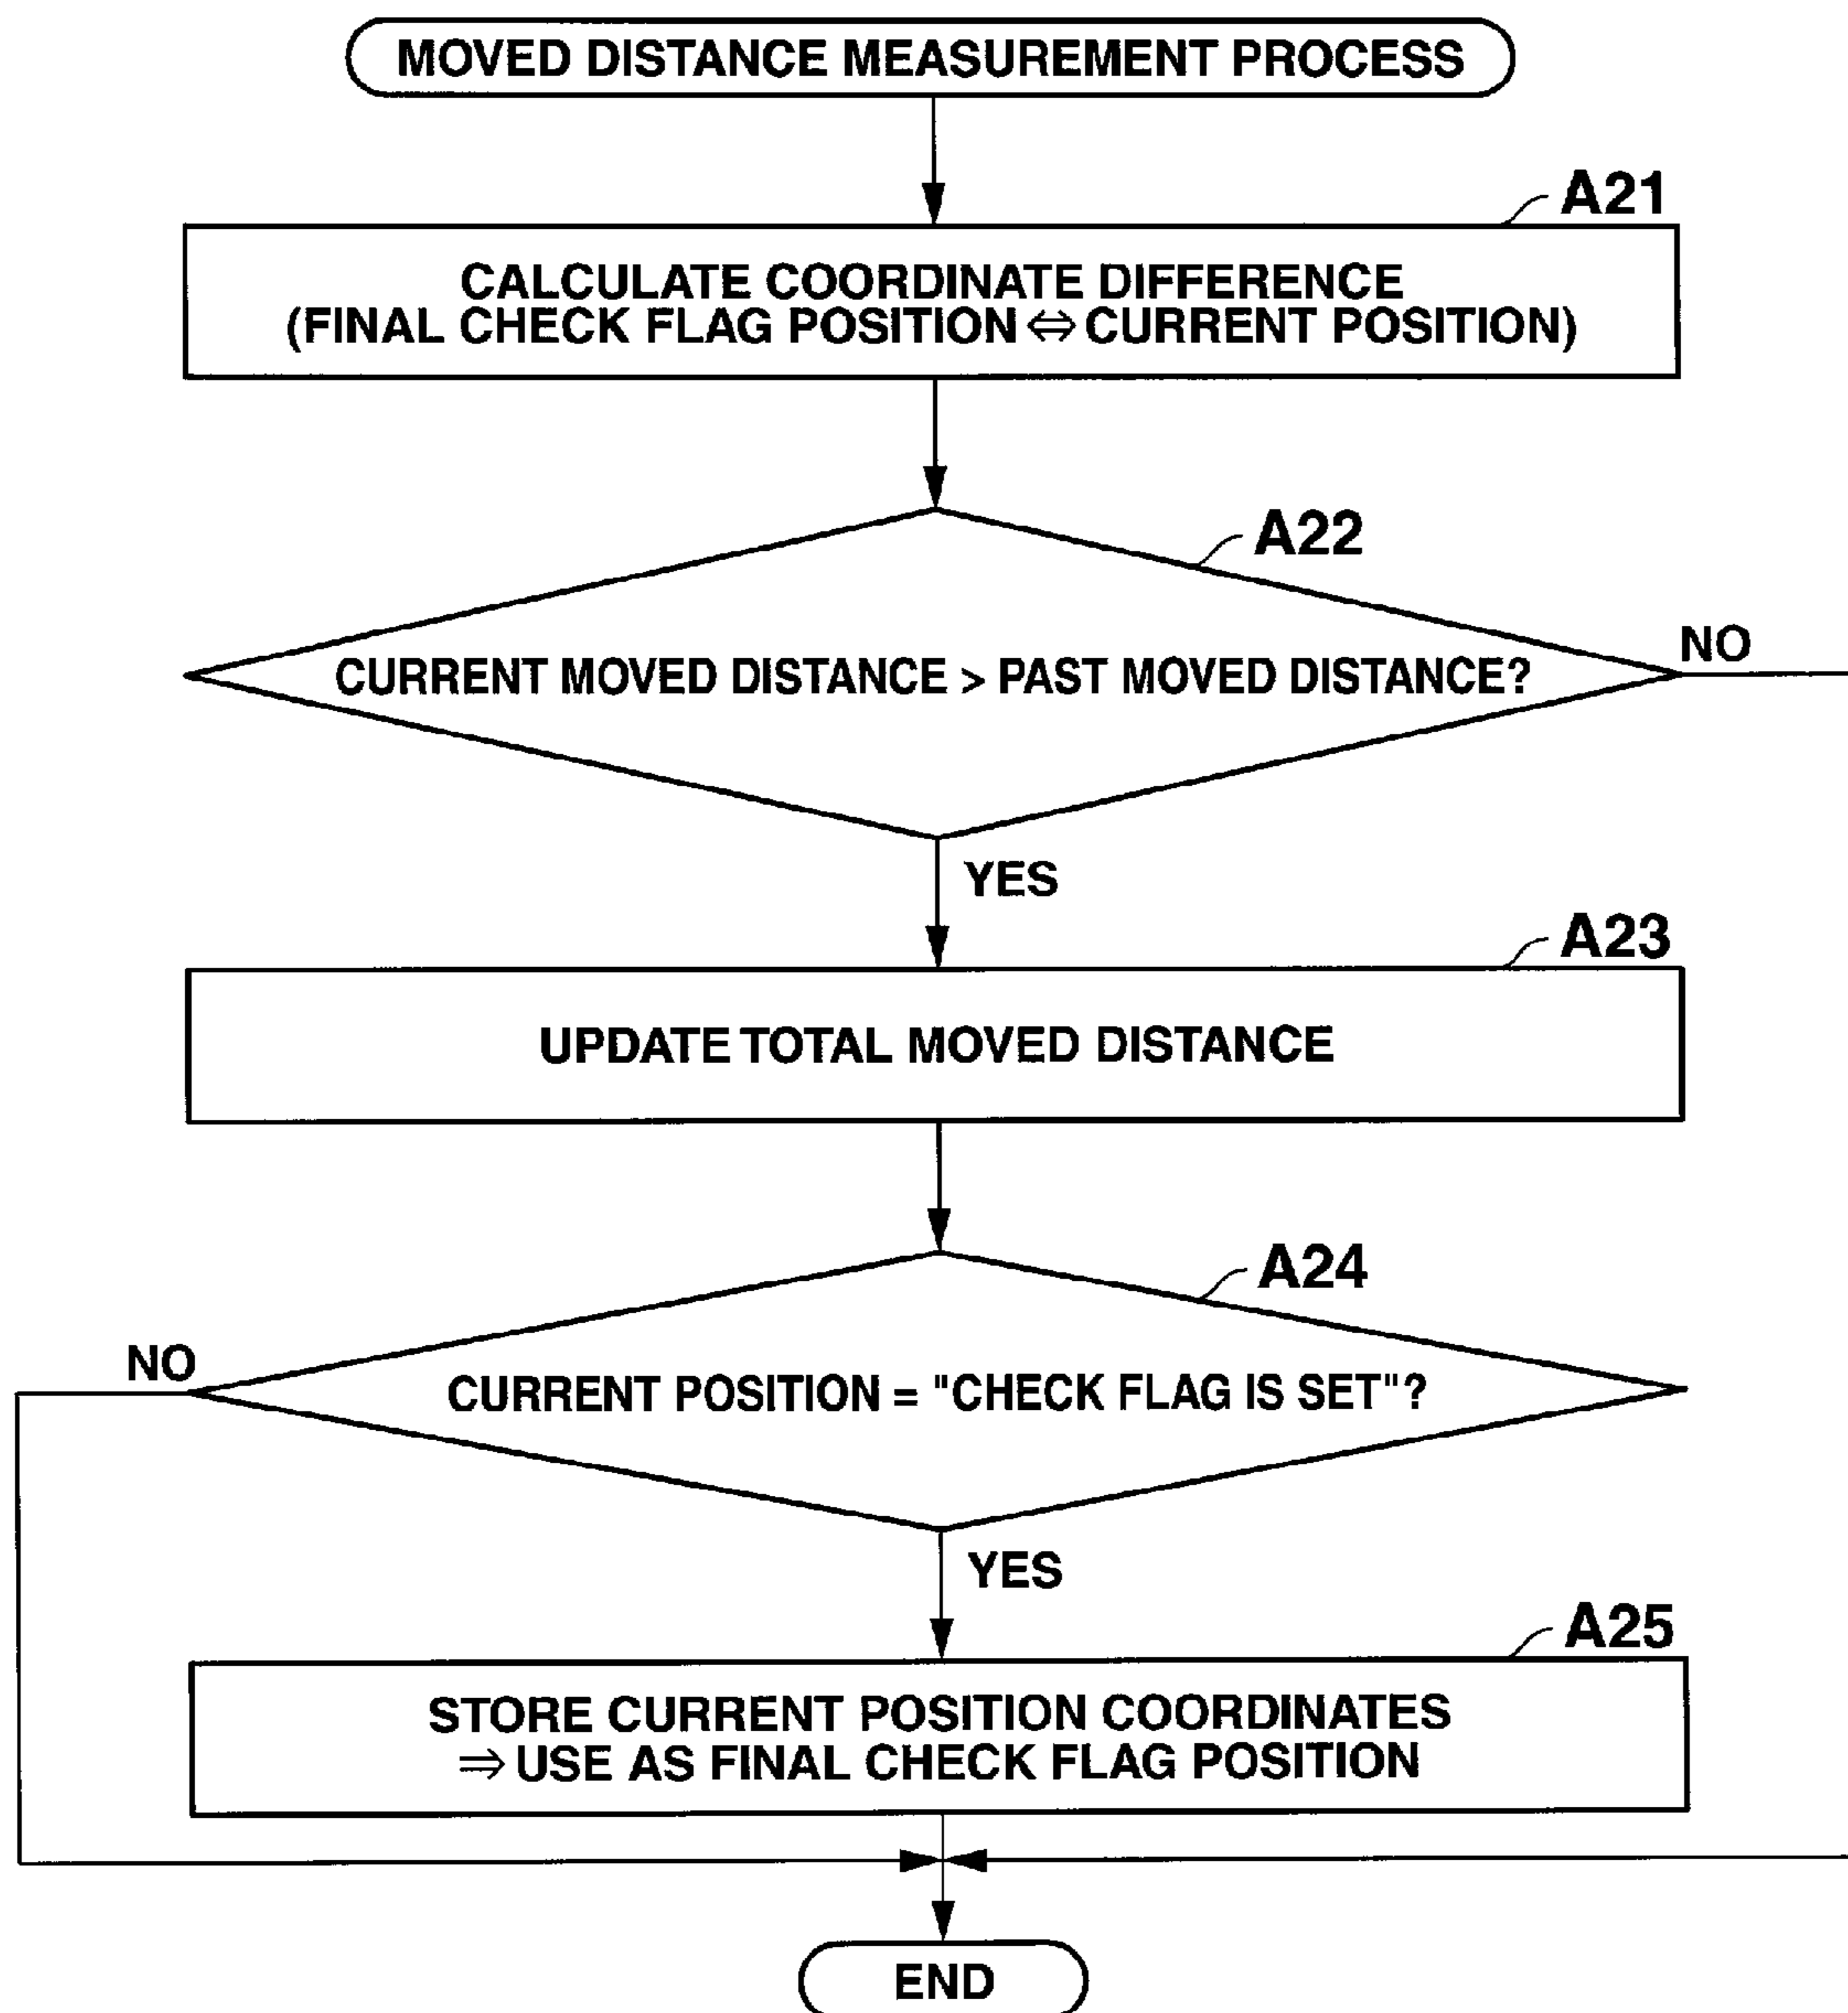 MOVED DISTANCE MEASUREMENT PROCESS
A21
CALCULATE COORDINATE DIFFERENCE
(FINAL CHECK FLAG POSITION ⇔ CURRENT POSITION)
A22
CURRENT MOVED DISTANCE > PAST MOVED DISTANCE?
NO
YES
A23
UPDATE TOTAL MOVED DISTANCE
A24
NO
CURRENT POSITION = "CHECK FLAG IS SET"?
YES
A25
STORE CURRENT POSITION COORDINATES
⇒ USE AS FINAL CHECK FLAG POSITION
END